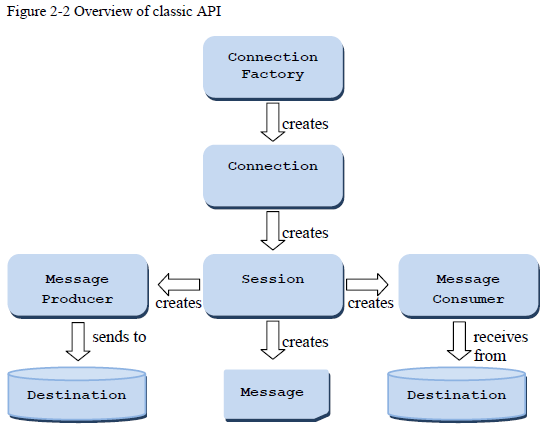 Figure 2-2 Overview of classic API
Connection
Factory
creates
Connection
creates
Message
Producer
creates
Session
creates
Message
Consumer
sends to
creates
receives
from
Destination
Message
Destination